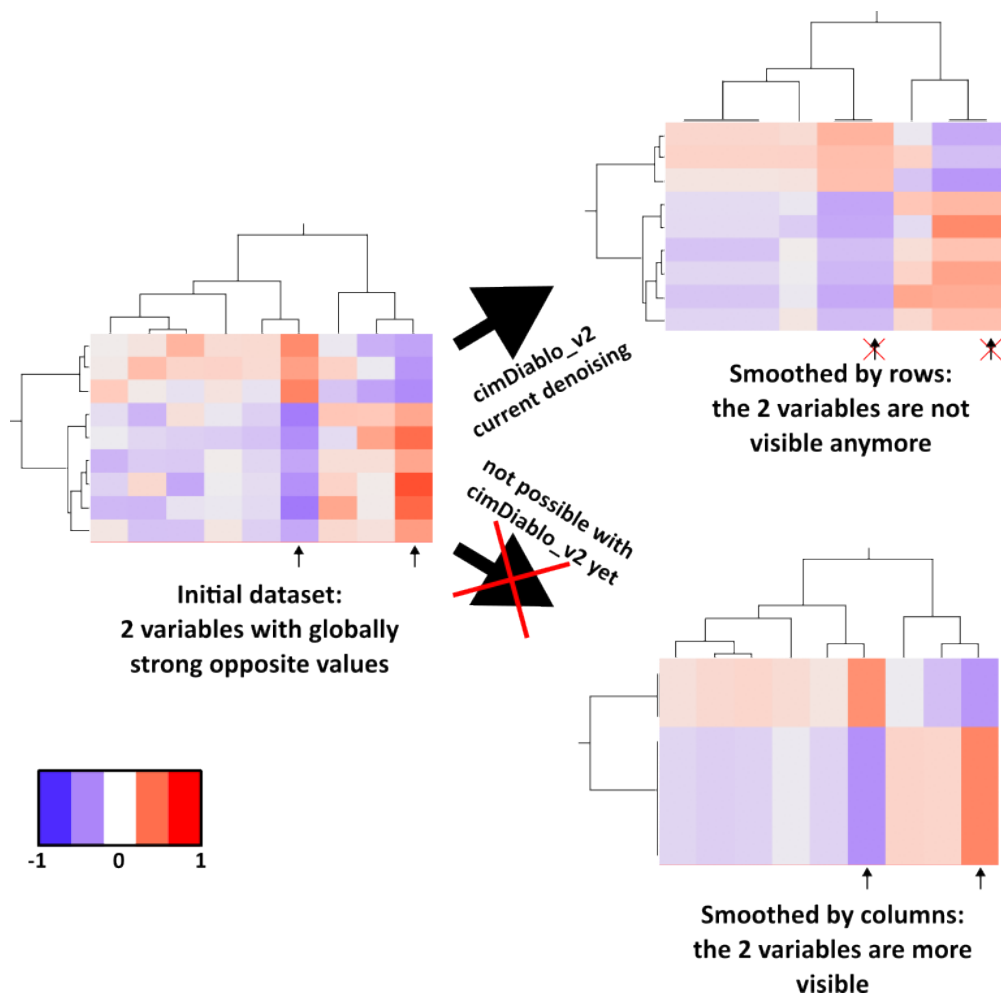 cimDiablo_v2
current denoising
Smoothed by rows:
the 2 variables are not
visible anymore
not possible with
cimDiablo_v2 yet
Initial dataset:
2 variables with globally
strong opposite values
-1 0 1
Smoothed by columns:
the 2 variables are more
visible